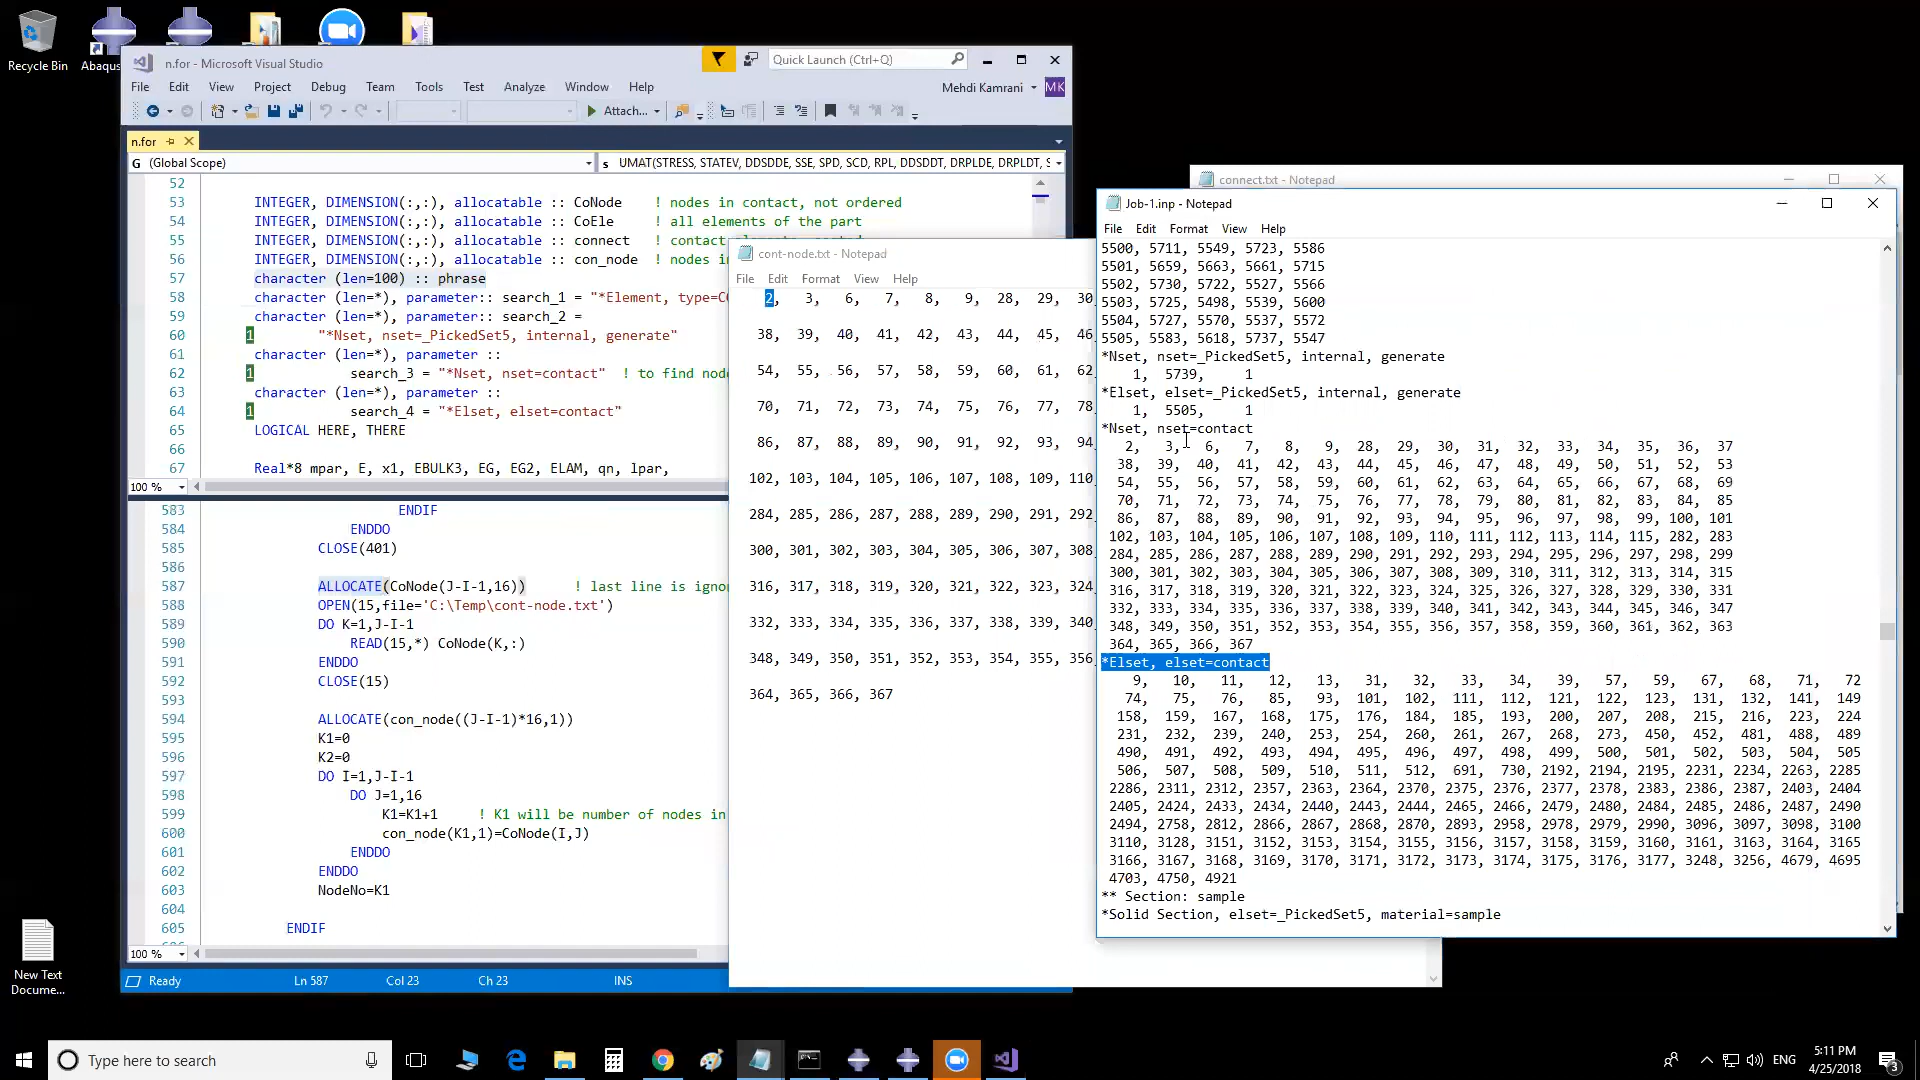 Recycle Bin
Abaqus
n.for - Microsoft Visual Studio
Quick Launch (Ctrl+Q)
File Edit View Project Debug Team Tools Test Analyze Window Help
Mehdi Kamrani
MK
Attach...
n.for
(Global Scope)
UMAT(STRESS, STATEV, DDSDDE, SSE, SPD, SCD, RPL, DDSDDT, DRPLDE, DRPLDT, S
52
53 INTEGER, DIMENSION(:,:), allocatable :: CoNode ! nodes in contact, not ordered
54 INTEGER, DIMENSION(:,:), allocatable :: CoEle ! all elements of the part
55 INTEGER, DIMENSION(:,:), allocatable :: connect ! contact
56 INTEGER, DIMENSION(:,:), allocatable :: con_node ! nodes in
57 character (len=100) :: phrase
58 character (len=*), parameter:: search_1 = "*Element, type=C
59 character (len=*), parameter:: search_2 =
60 1 "*Nset, nset=_PickedSet5, internal, generate"
61 character (len=*), parameter ::
62 1 search_3 = "*Nset, nset=contact" ! to find nod
63 character (len=*), parameter ::
64 1 search_4 = "*Elset, elset=contact"
65 LOGICAL HERE, THERE
66
67 Real*8 mpar, E, x1, EBULK3, EG, EG2, ELAM, qn, lpar,
100 %
583 ENDIF
584 ENDDO
585 CLOSE(401)
587 ALLOCATE(CoNode(J-I-1,16)) ! last line is ignor
588 OPEN(15,file='C:\Temp\cont-node.txt')
589 DO K=1,J-I-1
590 READ(15,*) CoNode(K,:)
591 ENDDO
592 CLOSE(15)
594 ALLOCATE(con_node((J-I-1)*16,1))
595 K1=0
596 K2=0
597 DO I=1,J-I-1
598 DO J=1,16
599 K1=K1+1 ! K1 will be number of nodes in
600 con_node(K1,1)=CoNode(I,J)
601 ENDDO
602 ENDDO
603 NodeNo=K1
604
605 ENDIF
100 %
Ready Ln 587 Col 23 Ch 23 INS
cont-node.txt - Notepad
File Edit Format View Help
2, 3, 6, 7, 8, 9, 28, 29, 30
38, 39, 40, 41, 42, 43, 44, 45, 46
54, 55, 56, 57, 58, 59, 60, 61, 62
70, 71, 72, 73, 74, 75, 76, 77, 78
86, 87, 88, 89, 90, 91, 92, 93, 94
102, 103, 104, 105, 106, 107, 108, 109, 110
284, 285, 286, 287, 288, 289, 290, 291, 292
300, 301, 302, 303, 304, 305, 306, 307, 308
316, 317, 318, 319, 320, 321, 322, 323, 324
332, 333, 334, 335, 336, 337, 338, 339, 340
348, 349, 350, 351, 352, 353, 354, 355, 356
364, 365, 366, 367
connect.txt - Notepad
Job-1.inp - Notepad
File Edit Format View Help
5500, 5711, 5549, 5723, 5586
5501, 5659, 5663, 5661, 5715
5502, 5730, 5722, 5527, 5566
5503, 5725, 5498, 5539, 5600
5504, 5727, 5570, 5537, 5572
5505, 5583, 5618, 5737, 5547
*Nset, nset=_PickedSet5, internal, generate
1, 5739, 1
*Elset, elset=_PickedSet5, internal, generate
1, 5505, 1
*Nset, nset=contact
2, 3, 6, 7, 8, 9, 28, 29, 30, 31, 32, 33, 34, 35, 36, 37
38, 39, 40, 41, 42, 43, 44, 45, 46, 47, 48, 49, 50, 51, 52, 53
54, 55, 56, 57, 58, 59, 60, 61, 62, 63, 64, 65, 66, 67, 68, 69
70, 71, 72, 73, 74, 75, 76, 77, 78, 79, 80, 81, 82, 83, 84, 85
86, 87, 88, 89, 90, 91, 92, 93, 94, 95, 96, 97, 98, 99, 100, 101
102, 103, 104, 105, 106, 107, 108, 109, 110, 111, 112, 113, 114, 115, 282, 283
284, 285, 286, 287, 288, 289, 290, 291, 292, 293, 294, 295, 296, 297, 298, 299
300, 301, 302, 303, 304, 305, 306, 307, 308, 309, 310, 311, 312, 313, 314, 315
316, 317, 318, 319, 320, 321, 322, 323, 324, 325, 326, 327, 328, 329, 330, 331
332, 333, 334, 335, 336, 337, 338, 339, 340, 341, 342, 343, 344, 345, 346, 347
348, 349, 350, 351, 352, 353, 354, 355, 356, 357, 358, 359, 360, 361, 362, 363
364, 365, 366, 367
*Elset, elset=contact
9, 10, 11, 12, 13, 31, 32, 33, 34, 39, 57, 59, 67, 68, 71, 72
74, 75, 76, 85, 93, 101, 102, 111, 112, 121, 122, 123, 131, 132, 141, 149
158, 159, 167, 168, 175, 176, 184, 185, 193, 200, 207, 208, 215, 216, 223, 224
231, 232, 239, 240, 253, 254, 260, 261, 267, 268, 273, 450, 452, 481, 488, 489
490, 491, 492, 493, 494, 495, 496, 497, 498, 499, 500, 501, 502, 503, 504, 505
506, 507, 508, 509, 510, 511, 512, 691, 730, 2192, 2194, 2195, 2231, 2234, 2263, 2285
2286, 2311, 2312, 2357, 2363, 2364, 2370, 2375, 2376, 2377, 2378, 2383, 2386, 2387, 2403, 2404
2405, 2424, 2433, 2434, 2440, 2443, 2444, 2465, 2466, 2479, 2480, 2484, 2485, 2486, 2487, 2490
2494, 2758, 2812, 2866, 2867, 2868, 2870, 2893, 2958, 2978, 2979, 2990, 3096, 3097, 3098, 3100
3110, 3128, 3151, 3152, 3153, 3154, 3155, 3156, 3157, 3158, 3159, 3160, 3161, 3163, 3164, 3165
3166, 3167, 3168, 3169, 3170, 3171, 3172, 3173, 3174, 3175, 3176, 3177, 3248, 3256, 4679, 4695
4703, 4750, 4921
** Section: sample
*Solid Section, elset=_PickedSet5, material=sample
New Text
Docume...
Type here to search
ENG
5:11 PM
4/25/2018
3